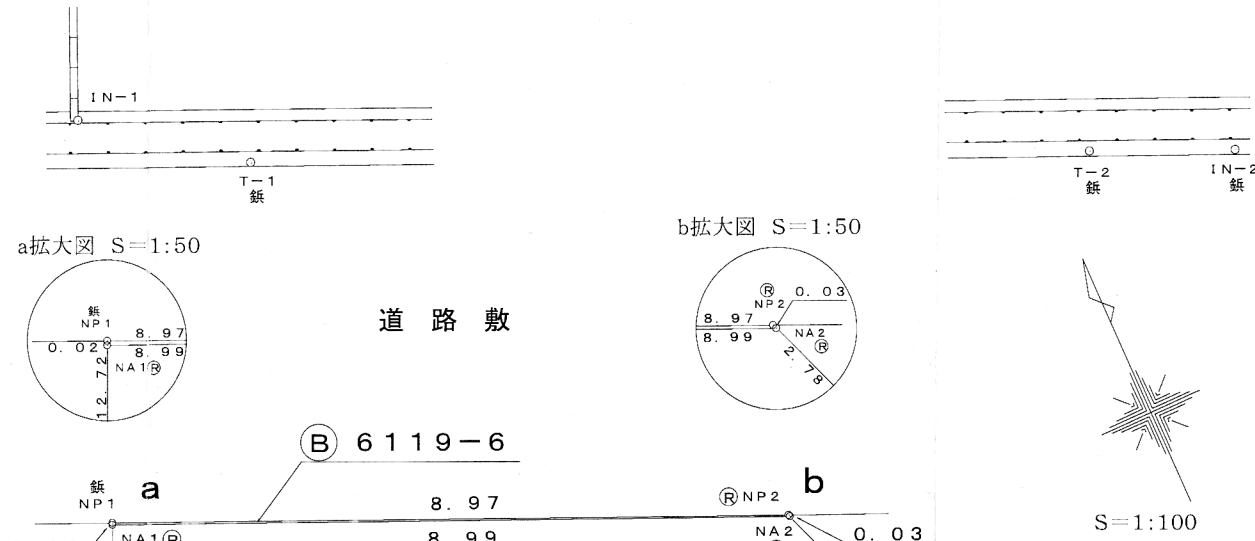 IN-1
T-1
鋲
T-2
鋲
IN-2
鋲
a拡大図 S=1:50
鋲
NP1
8.97
0.02
8.99
NA1Ⓡ
12.72
道路敷
b拡大図 S=1:50
Ⓡ
NP2
0.03
8.97
8.99
NA2
Ⓡ
2.78
Ⓑ 6119-6
鋲
NP1
a
8.97
ⓇNP2
b
NA1Ⓡ
8.99
NA2
0.03
S=1:100